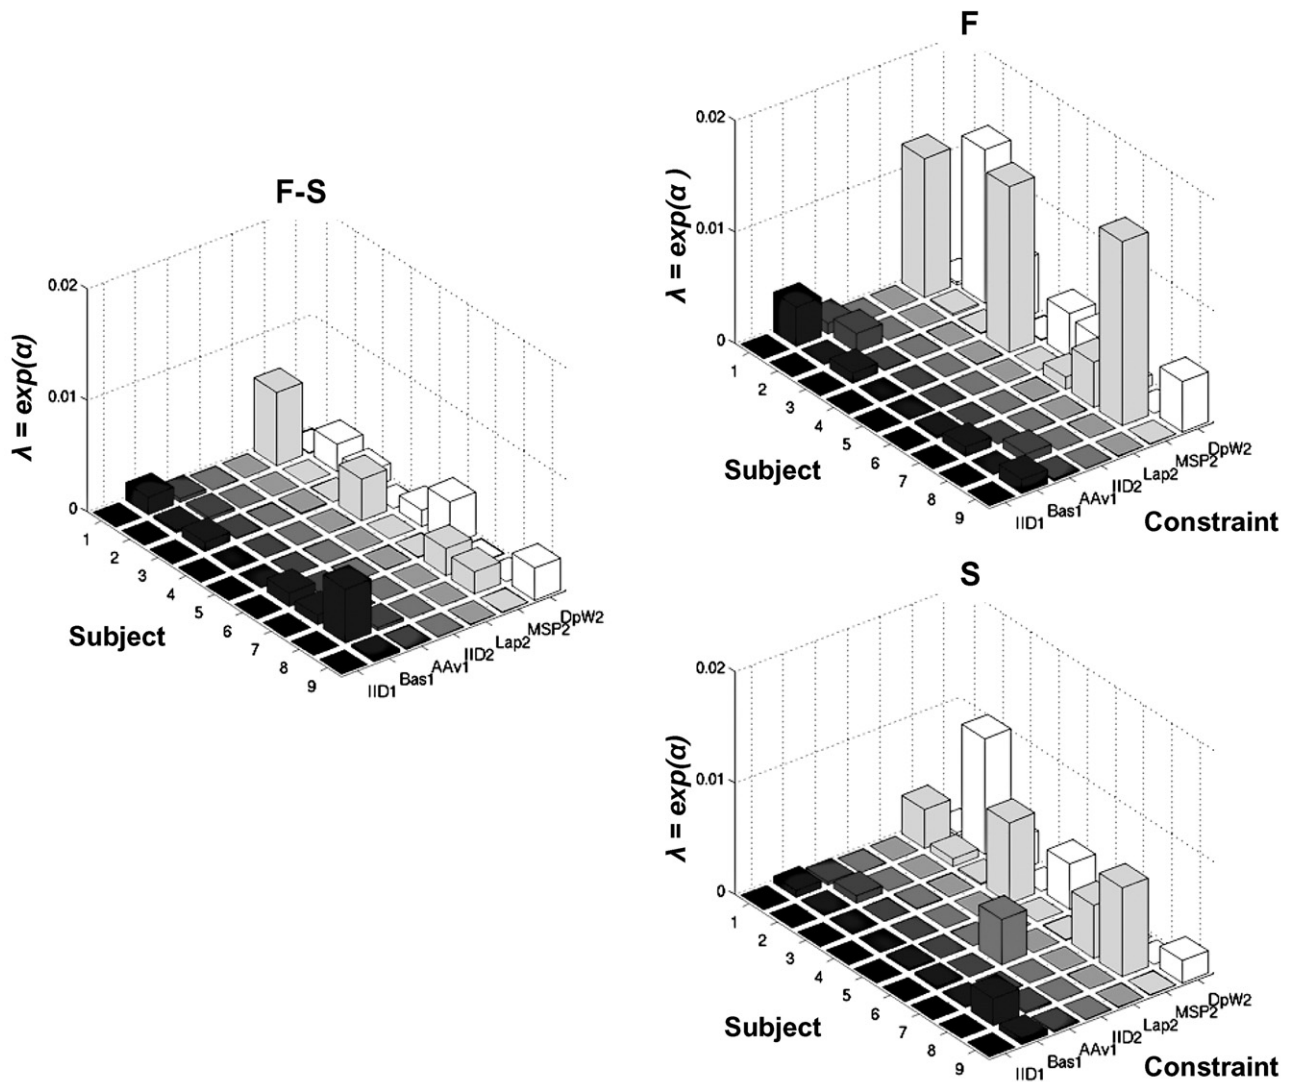 F-S
λ = exp(α)
0.02
0.01
0
1
2
3
4
5
6
7
8
9
Subject
IID1
Bas1
AAv1
IID2
Lap2
MSP2
DpW2
F
λ = exp(α )
0.02
0.01
0
1
2
3
4
5
6
7
8
9
Subject
IID1
Bas1
AAv1
IID2
Lap2
MSP2
DpW2
Constraint
S
λ = exp(α)
0.02
0.01
0
1
2
3
4
5
6
7
8
9
Subject
IID1
Bas1
AAv1
IID2
Lap2
MSP2
DpW2
Constraint